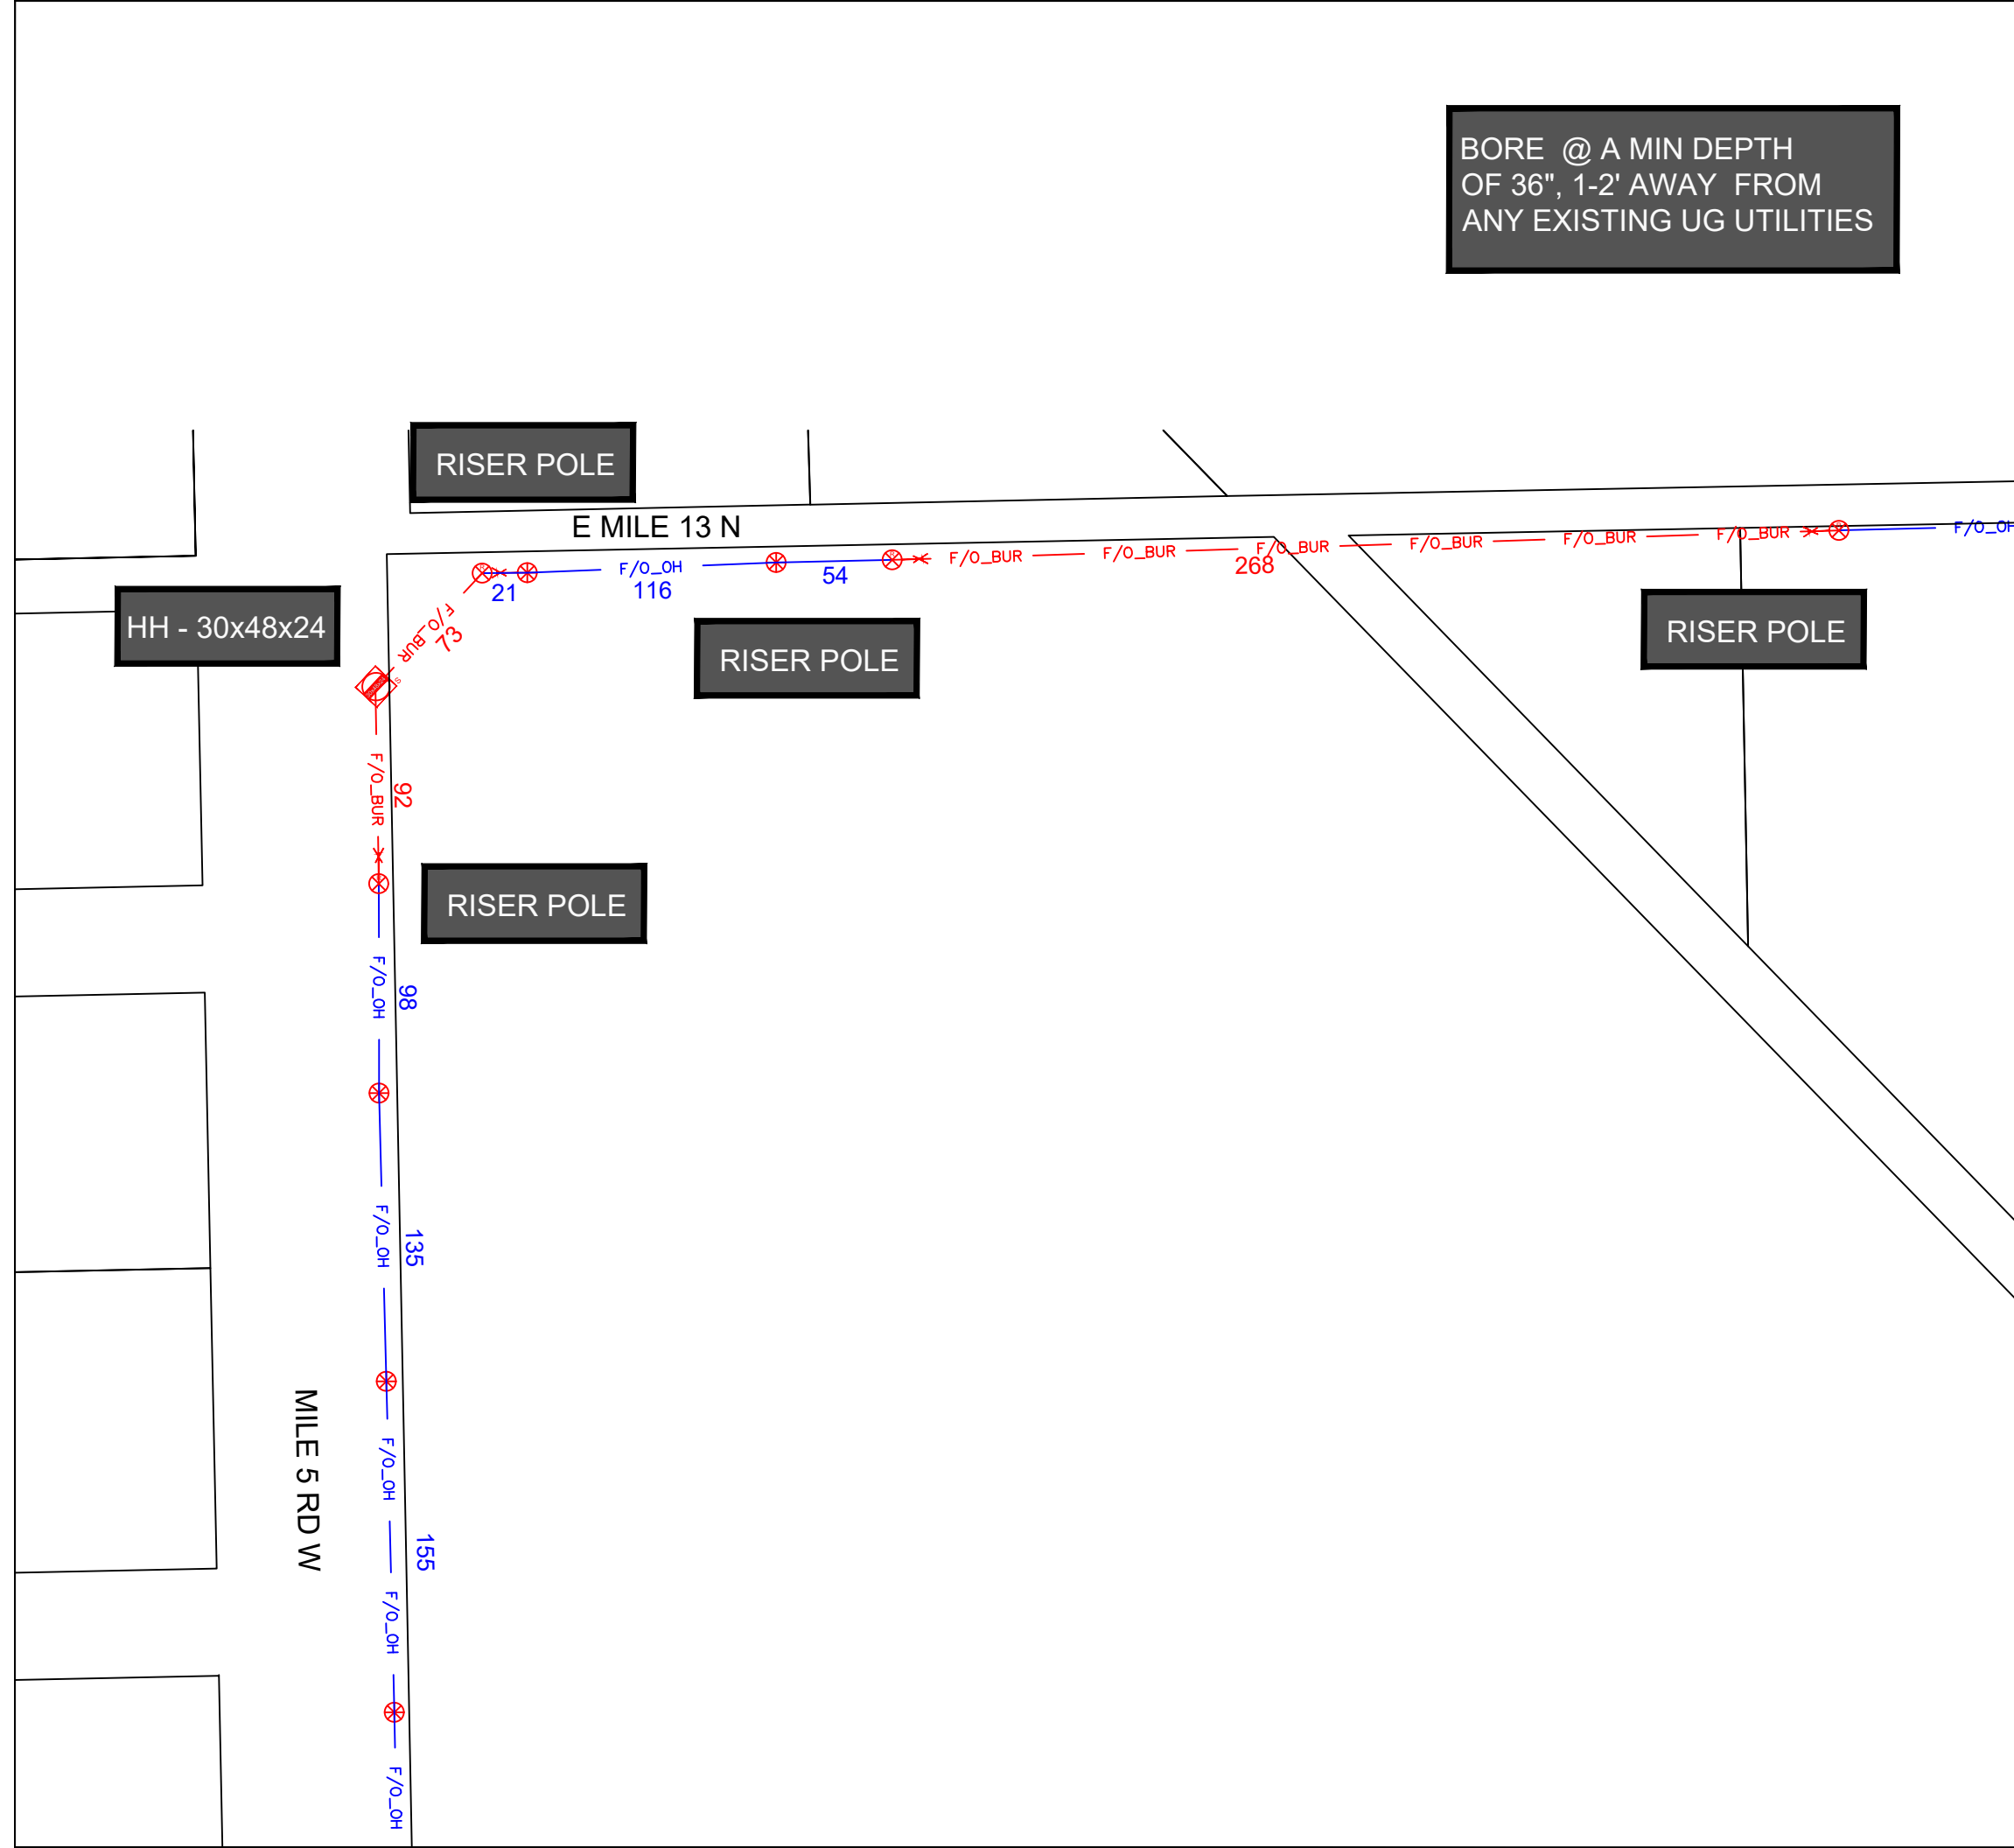 BORE @ A MIN DEPTH
OF 36", 1-2' AWAY FROM
ANY EXISTING UG UTILITIES
RISER POLE
E MILE 13 N
F/O_OH
F/O_BUR
F/O_BUR
F/O_BUR
F/O_BUR
F/O_BUR
F/O_BUR
F/O_OH
21
116
54
268
HH - 30x48x24
F/O_BUR
73
RISER POLE
RISER POLE
S
F/O_BUR
92
RISER POLE
F/O_OH
98
F/O_OH
135
MILE 5 RD W
F/O_OH
155
F/O_OH
F/O_OH